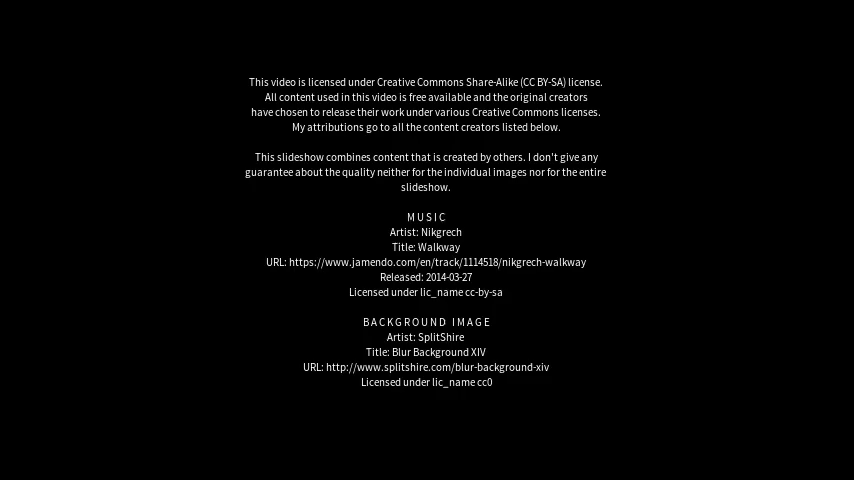 This video is licensed under Creative Commons Share-Alike (CC BY-SA) license.
All content used in this video is free available and the original creators
have chosen to release their work under various Creative Commons licenses.
My attributions go to all the content creators listed below.
This slideshow combines content that is created by others. I don't give any
guarantee about the quality neither for the individual images nor for the entire
slideshow.
MUSIC
Artist: Nikgrech
Title: Walkway
URL: https://www.jamendo.com/en/track/1114518/nikgrech-walkway
Released: 2014-03-27
Licensed under lic_name cc-by-sa
BACKGROUND IMAGE
Artist: SplitShire
Title: Blur Background XIV
URL: http://www.splitshire.com/blur-background-xiv
Licensed under lic_name cc0